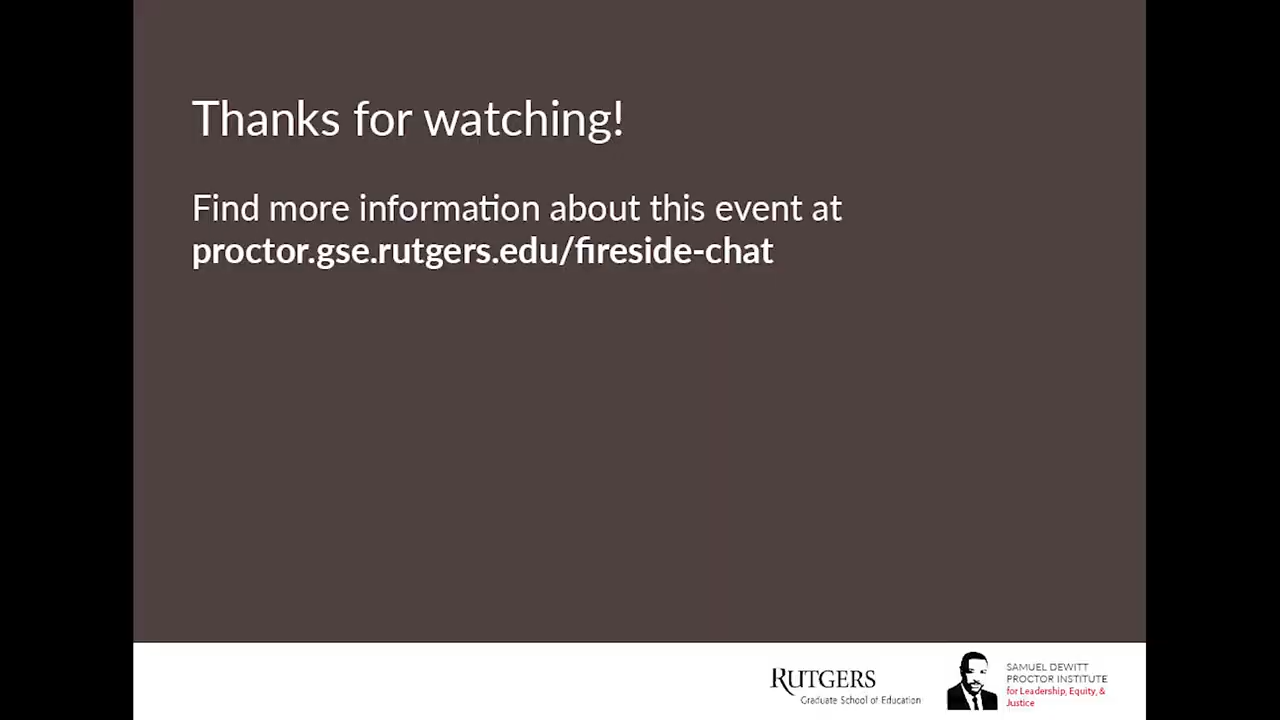 Thanks for watching!
Find more information about this event at
proctor.gse.rutgers.edu/fireside-chat
RUTGERS
Graduate School of Education
SAMUEL DEWITT
PROCTOR INSTITUTE
for Leadership, Equity, &
Justice